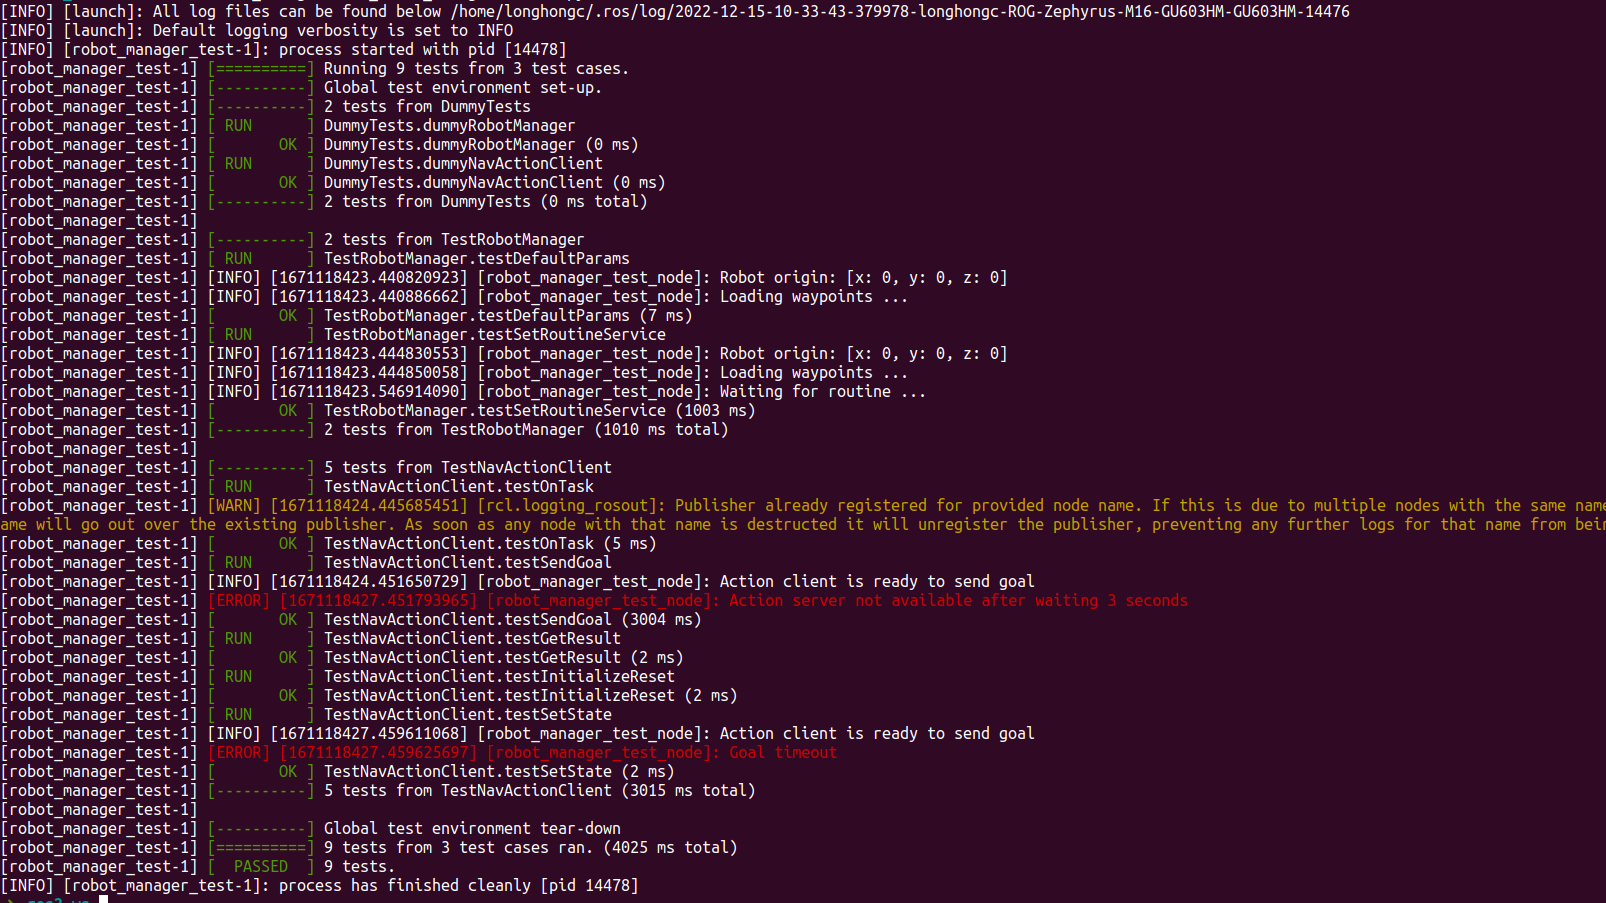 [INFO] [launch]: All log files can be found below /home/longhongc/.ros/log/2022-12-15-10-33-43-379978-longhongc-ROG-Zephyrus-M16-GU603HM-GU603HM-14476
[INFO] [launch]: Default logging verbosity is set to INFO
[INFO] [robot_manager_test-1]: process started with pid [14478]
[robot_manager_test-1] [==========] Running 9 tests from 3 test cases.
[robot_manager_test-1] [----------] Global test environment set-up.
[robot_manager_test-1] [----------] 2 tests from DummyTests
[robot_manager_test-1] [ RUN      ] DummyTests.dummyRobotManager
[robot_manager_test-1] [       OK ] DummyTests.dummyRobotManager (0 ms)
[robot_manager_test-1] [ RUN      ] DummyTests.dummyNavActionClient
[robot_manager_test-1] [       OK ] DummyTests.dummyNavActionClient (0 ms)
[robot_manager_test-1] [----------] 2 tests from DummyTests (0 ms total)
[robot_manager_test-1]
[robot_manager_test-1] [----------] 2 tests from TestRobotManager
[robot_manager_test-1] [ RUN      ] TestRobotManager.testDefaultParams
[robot_manager_test-1] [INFO] [1671118423.440820923] [robot_manager_test_node]: Robot origin: [x: 0, y: 0, z: 0]
[robot_manager_test-1] [INFO] [1671118423.440886662] [robot_manager_test_node]: Loading waypoints ...
[robot_manager_test-1] [       OK ] TestRobotManager.testDefaultParams (7 ms)
[robot_manager_test-1] [ RUN      ] TestRobotManager.testSetRoutineService
[robot_manager_test-1] [INFO] [1671118423.444830553] [robot_manager_test_node]: Robot origin: [x: 0, y: 0, z: 0]
[robot_manager_test-1] [INFO] [1671118423.444850058] [robot_manager_test_node]: Loading waypoints ...
[robot_manager_test-1] [INFO] [1671118423.546914090] [robot_manager_test_node]: Waiting for routine ...
[robot_manager_test-1] [       OK ] TestRobotManager.testSetRoutineService (1003 ms)
[robot_manager_test-1] [----------] 2 tests from TestRobotManager (1010 ms total)
[robot_manager_test-1]
[robot_manager_test-1] [----------] 5 tests from TestNavActionClient
[robot_manager_test-1] [ RUN      ] TestNavActionClient.testOnTask
[robot_manager_test-1] [WARN] [1671118424.445685451] [rcl.logging_rosout]: Publisher already registered for provided node name. If this is due to multiple nodes with the same name
ame will go out over the existing publisher. As soon as any node with that name is destructed it will unregister the publisher, preventing any further logs for that name from bein
[robot_manager_test-1] [       OK ] TestNavActionClient.testOnTask (5 ms)
[robot_manager_test-1] [ RUN      ] TestNavActionClient.testSendGoal
[robot_manager_test-1] [INFO] [1671118424.451650729] [robot_manager_test_node]: Action client is ready to send goal
[robot_manager_test-1] [ERROR] [1671118427.451793965] [robot_manager_test_node]: Action server not available after waiting 3 seconds
[robot_manager_test-1] [       OK ] TestNavActionClient.testSendGoal (3004 ms)
[robot_manager_test-1] [ RUN      ] TestNavActionClient.testGetResult
[robot_manager_test-1] [       OK ] TestNavActionClient.testGetResult (2 ms)
[robot_manager_test-1] [ RUN      ] TestNavActionClient.testInitializeReset
[robot_manager_test-1] [       OK ] TestNavActionClient.testInitializeReset (2 ms)
[robot_manager_test-1] [ RUN      ] TestNavActionClient.testSetState
[robot_manager_test-1] [INFO] [1671118427.459611068] [robot_manager_test_node]: Action client is ready to send goal
[robot_manager_test-1] [ERROR] [1671118427.459625697] [robot_manager_test_node]: Goal timeout
[robot_manager_test-1] [       OK ] TestNavActionClient.testSetState (2 ms)
[robot_manager_test-1] [----------] 5 tests from TestNavActionClient (3015 ms total)
[robot_manager_test-1]
[robot_manager_test-1] [----------] Global test environment tear-down
[robot_manager_test-1] [==========] 9 tests from 3 test cases ran. (4025 ms total)
[robot_manager_test-1] [  PASSED  ] 9 tests.
[INFO] [robot_manager_test-1]: process has finished cleanly [pid 14478]